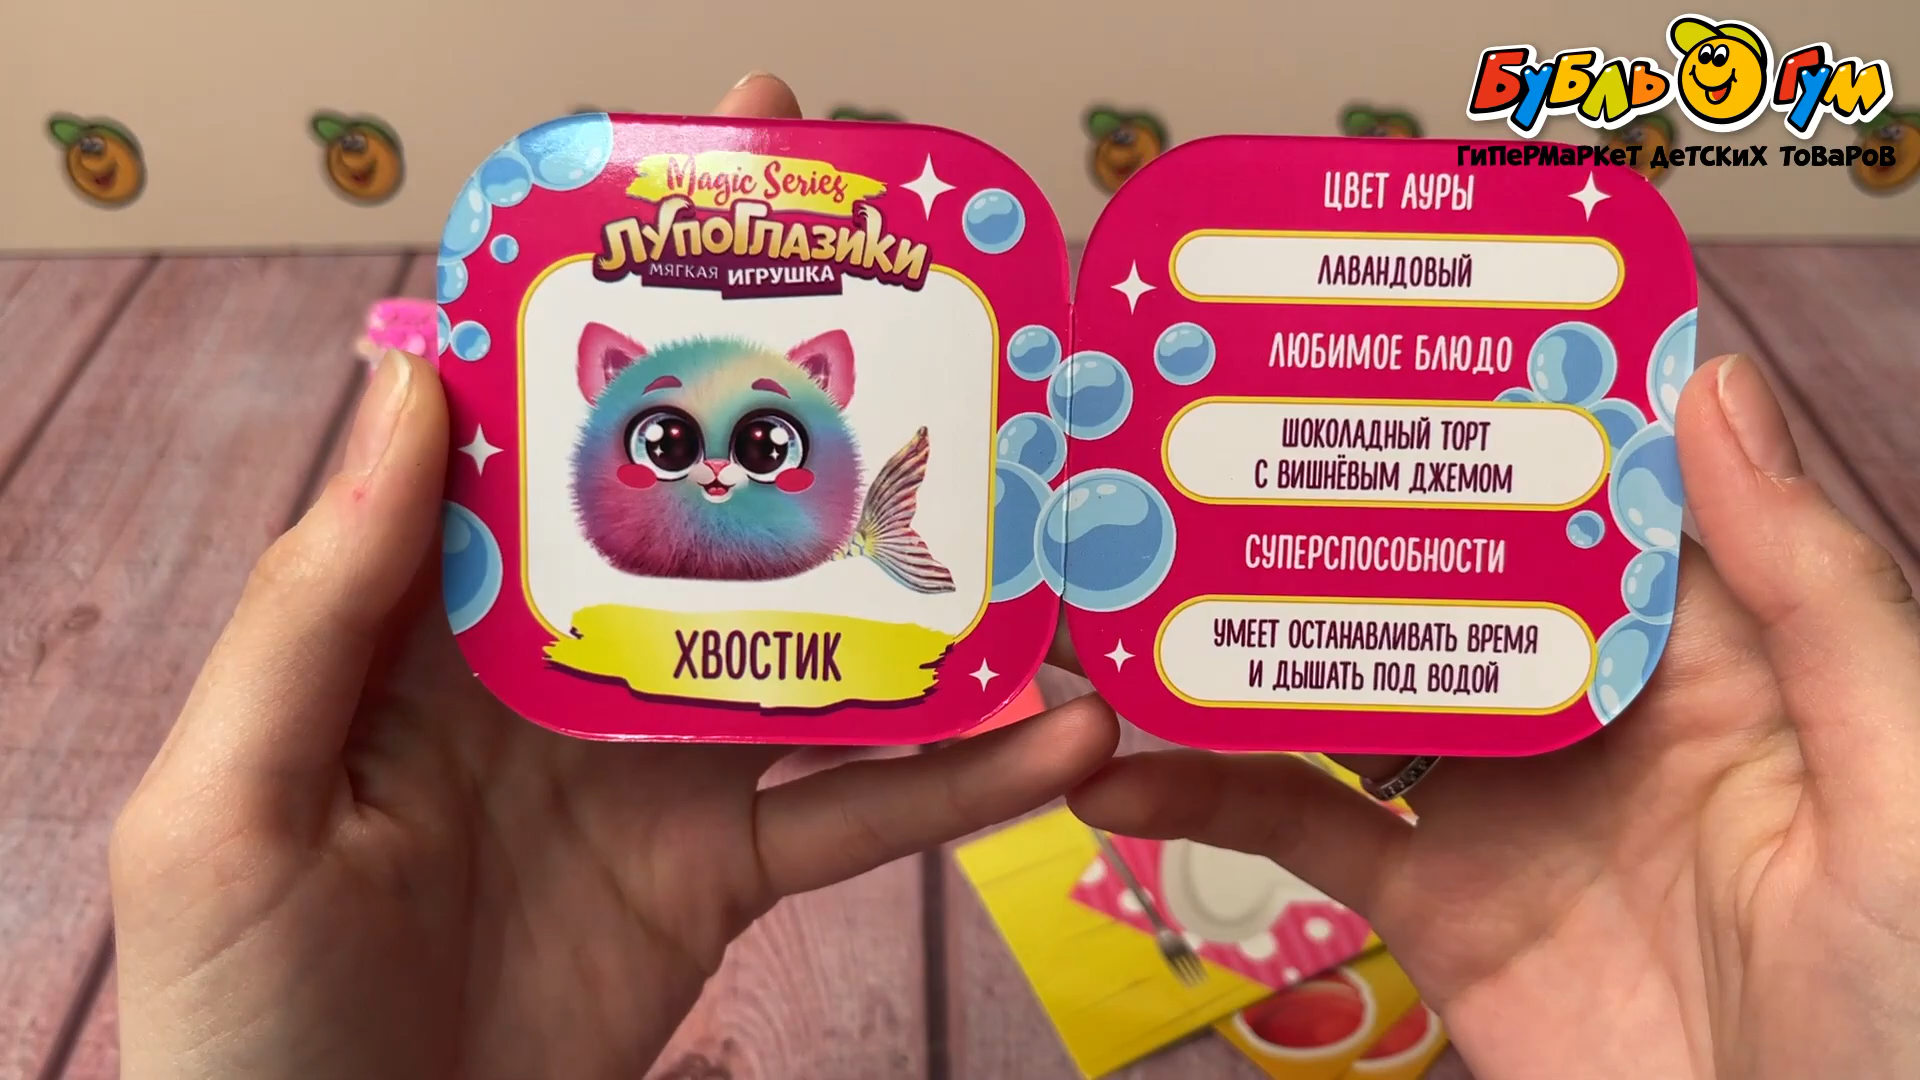 Бубль Гум
гипермаркет детских товаров
Magic Series
ЛупоГлазики
МЯГКАЯ ИГРУШКА
ХВОСТИК
ЦВЕТ АУРЫ
ЛАВАНДОВЫЙ
ЛЮБИМОЕ БЛЮДО
ШОКОЛАДНЫЙ ТОРТ
С ВИШНЁВЫМ ДЖЕМОМ
СУПЕРСПОСОБНОСТИ
УМЕЕТ ОСТАНАВЛИВАТЬ ВРЕМЯ
И ДЫШАТЬ ПОД ВОДОЙ